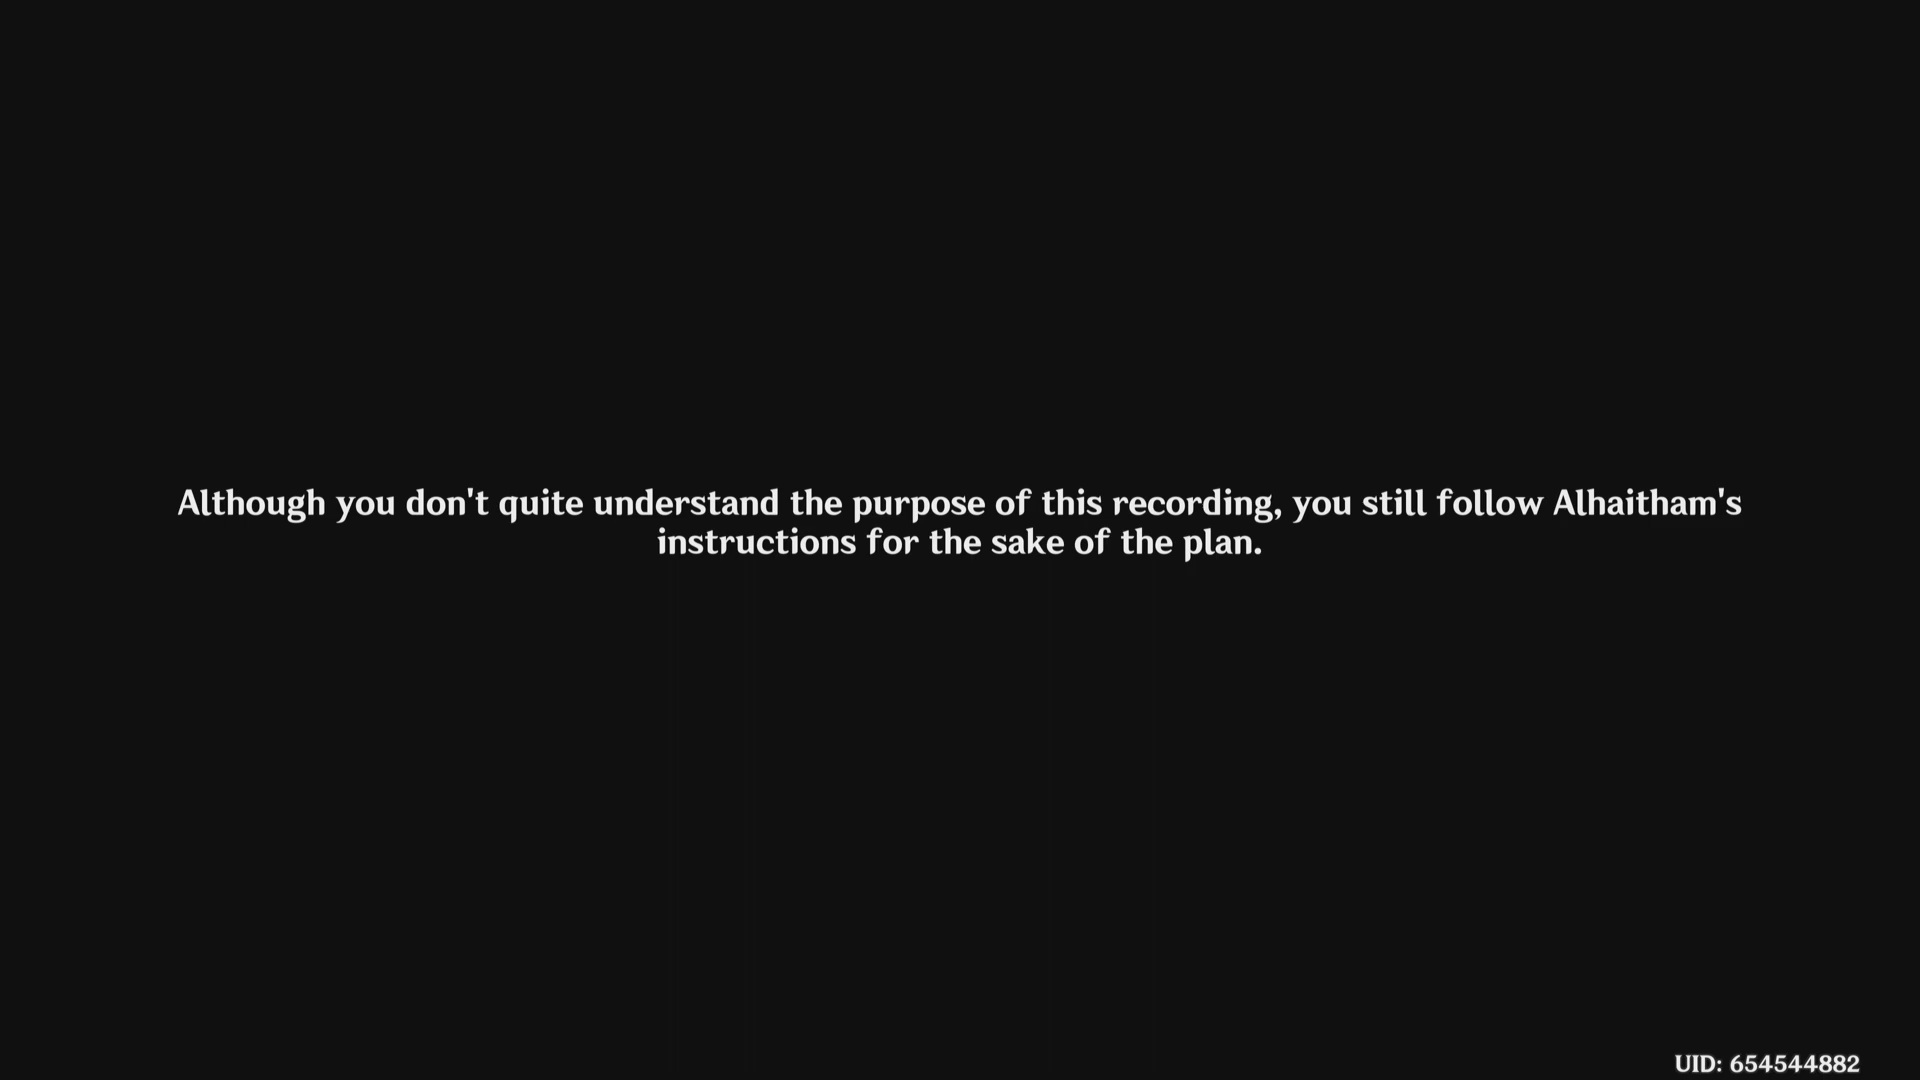 Although you don't quite understand the purpose of this recording, you still follow Alhaitham's
instructions for the sake of the plan.
UID: 654544882